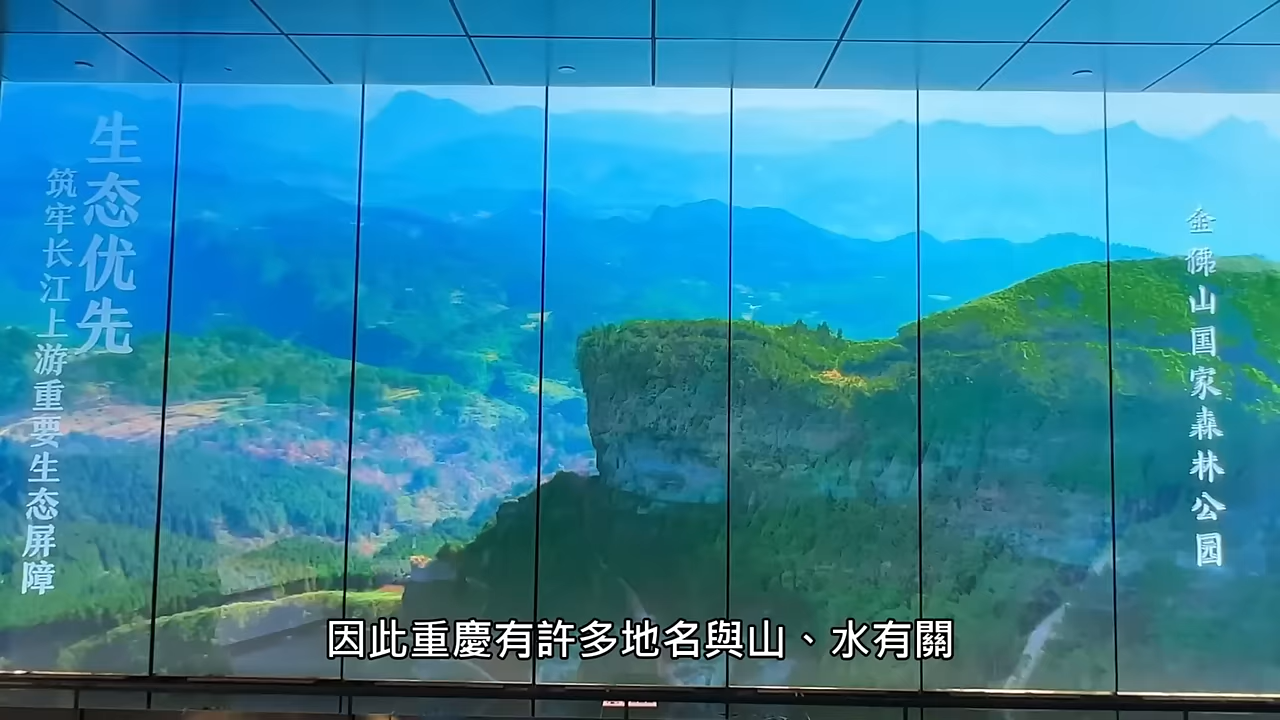 生态优先
筑牢长江上游重要生态屏障
金佛山国家森林公园
因此重慶有許多地名與山、水有關